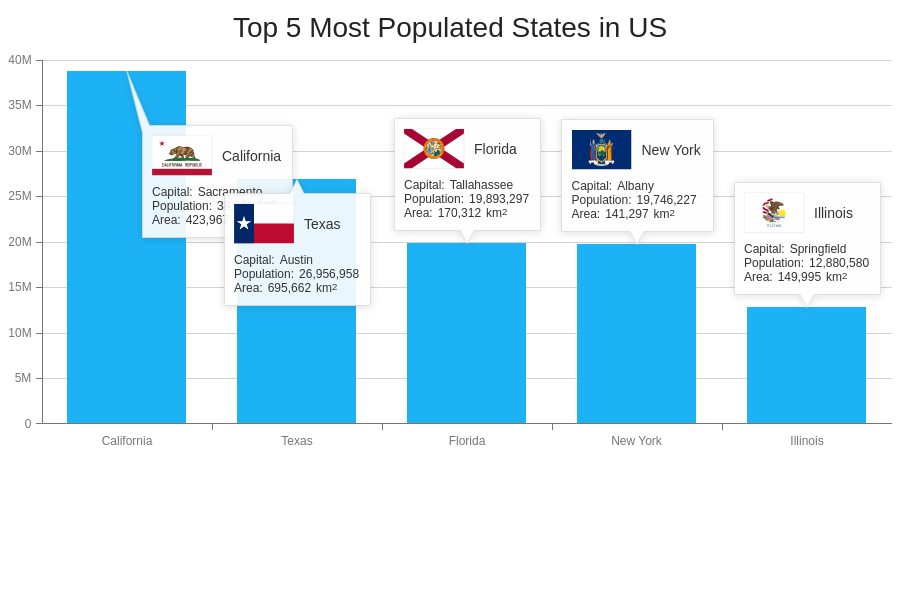 Top 5 Most Populated States in US
40M
35M
30M
25M
20M
15M
10M
5M
0
California
Capital: Sacramento
Population:
Area:
Texas
Capital: Austin
Population: 26,956,958
Area: 695,662 km²
Florida
Capital: Tallahassee
Population: 19,893,297
Area: 170,312 km²
New York
Capital: Albany
Population: 19,746,227
Area: 141,297 km²
Illinois
Capital: Springfield
Population: 12,880,580
Area: 149,995 km²
CALIFORNIA REPUBLIC
California
Texas
Florida
New York
Illinois